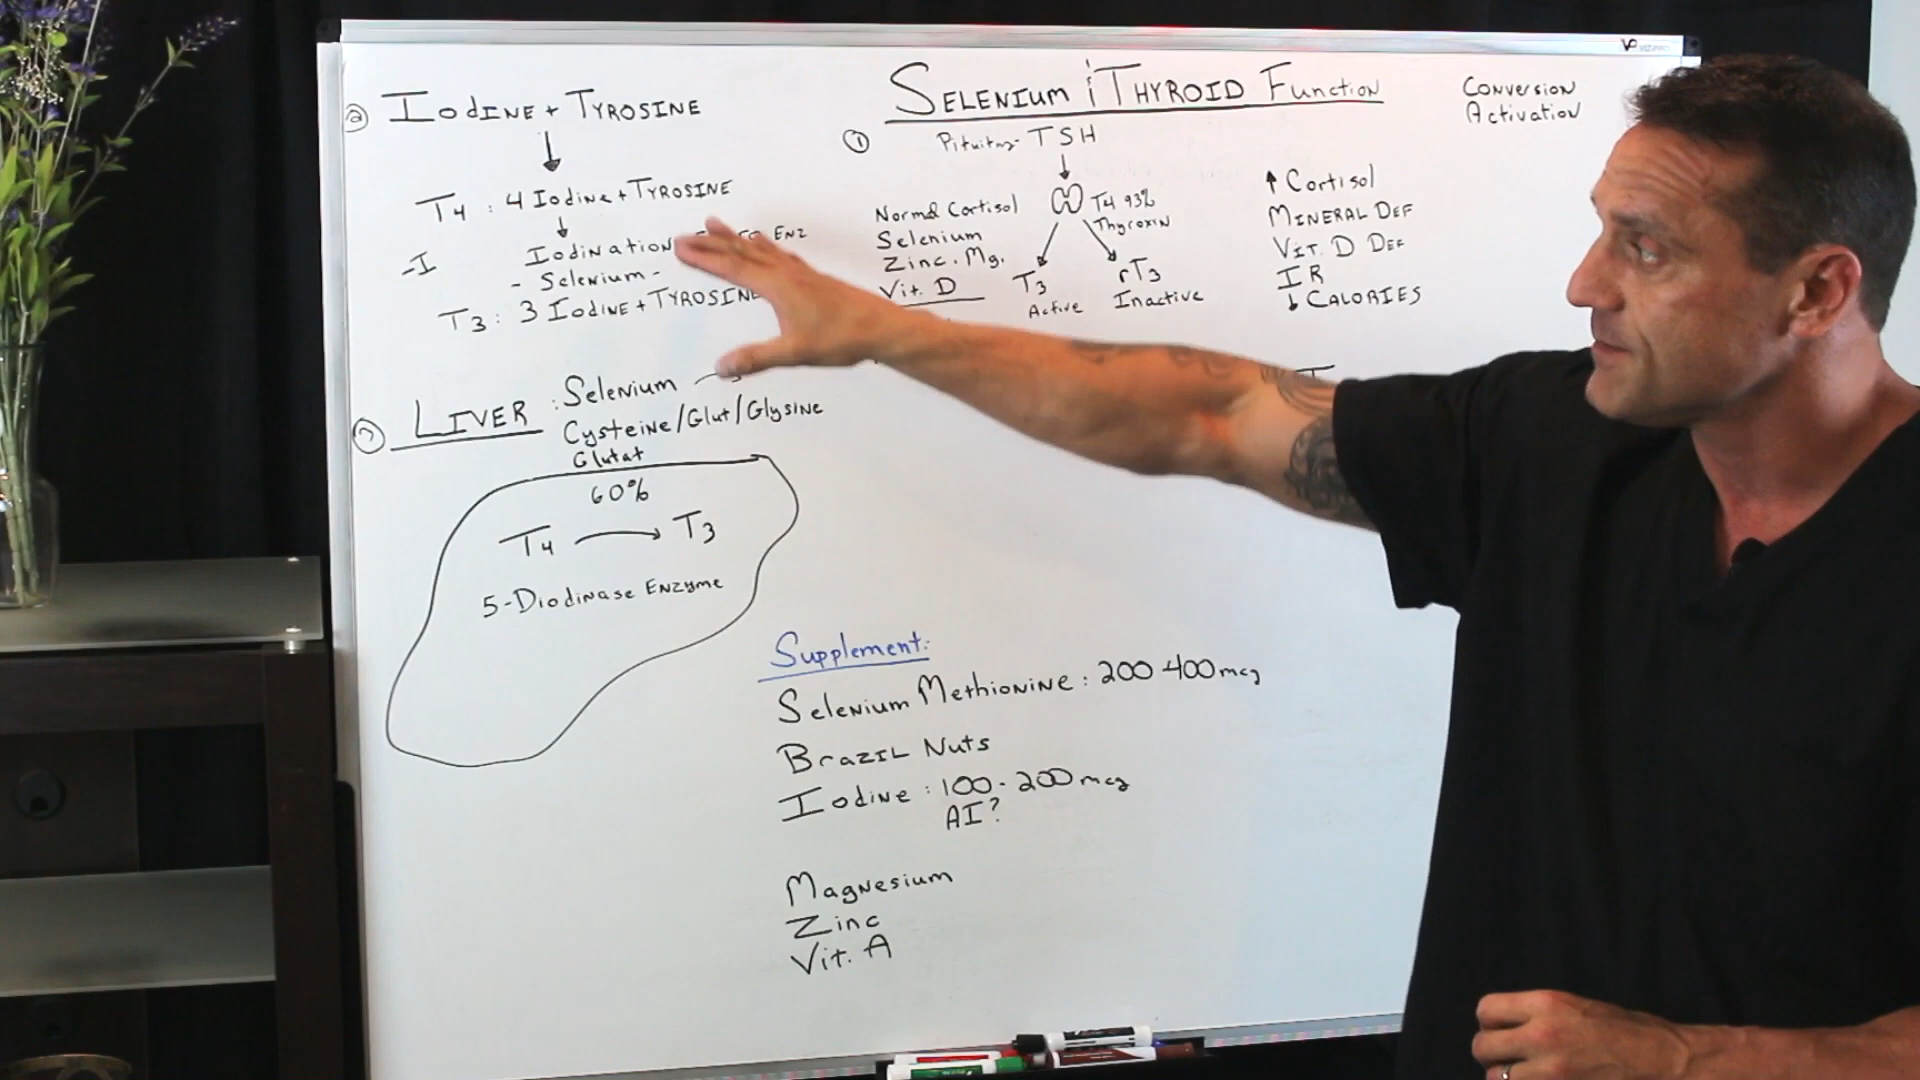 SELENIUM & THYROID Function
① Pituitary- TSH
T4 93%
Thyroxin
Normal Cortisol
Selenium
Zinc. Mg.
Vit. D
T3
Active
rT3
Inactive
Conversion
Activation
↑ Cortisol
MINERAL DEF
VIT. D DEF
IR
↓ CALORIES
② IODINE + TYROSINE
T4 : 4 Iodine + TYROSINE
-I
Iodination ENZ
- Selenium -
T3 : 3 IODINE + TYROSINE
③ LIVER : Selenium
Cysteine/Glut/Glysine
Glutat
60%
T4 → T3
5-Diodinase Enzyme
Supplement:
Selenium Methionine : 200-400mcg
Brazil Nuts
Iodine : 100-200mcg
AI?
Magnesium
Zinc
Vit. A